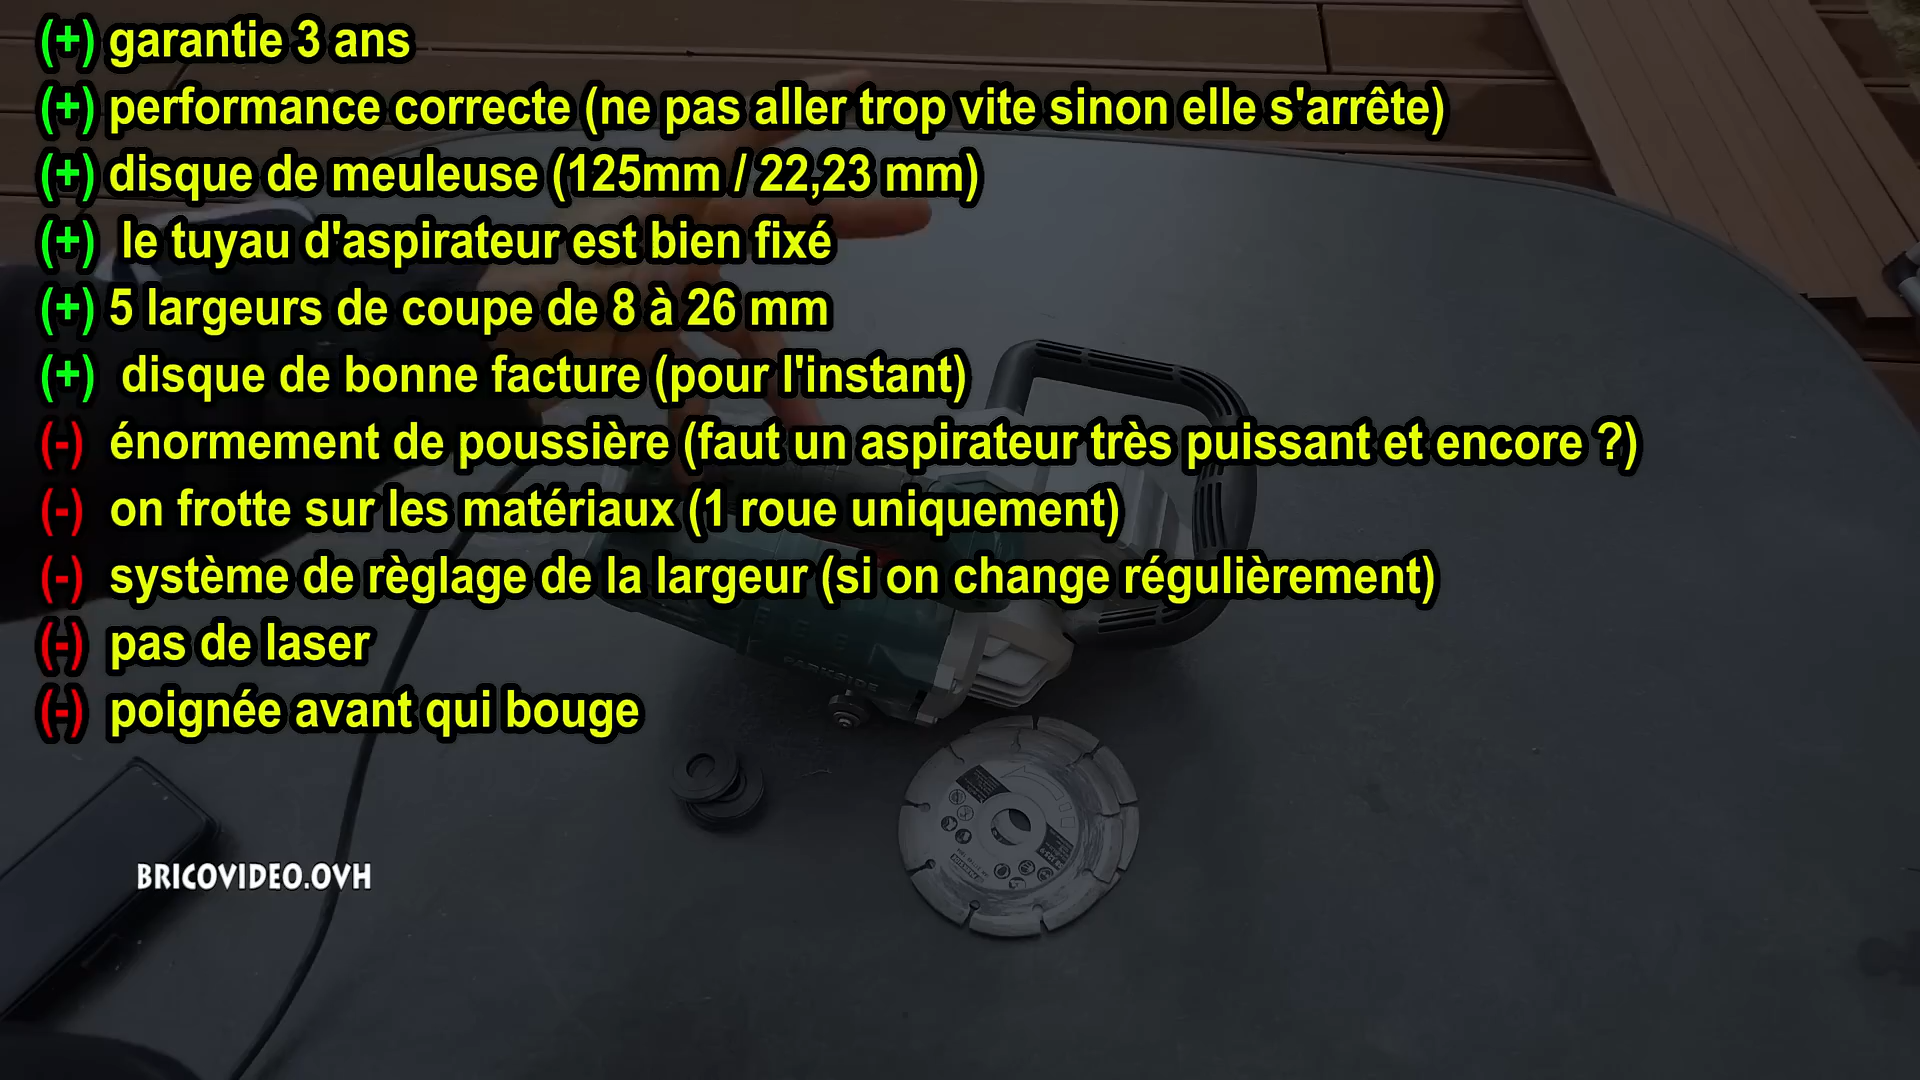 (+) garantie 3 ans
(+) performance correcte (ne pas aller trop vite sinon elle s'arrête)
(+) disque de meuleuse (125mm / 22,23 mm)
(+) le tuyau d'aspirateur est bien fixé
(+) 5 largeurs de coupe de 8 à 26 mm
(+) disque de bonne facture (pour l'instant)
(-) énormement de poussière (faut un aspirateur très puissant et encore ?)
(-) on frotte sur les matériaux (1 roue uniquement)
(-) système de règlage de la largeur (si on change régulièrement)
(-) pas de laser
(-) poignée avant qui bouge
PARKSIDE
BRICOVIDEO.OVH